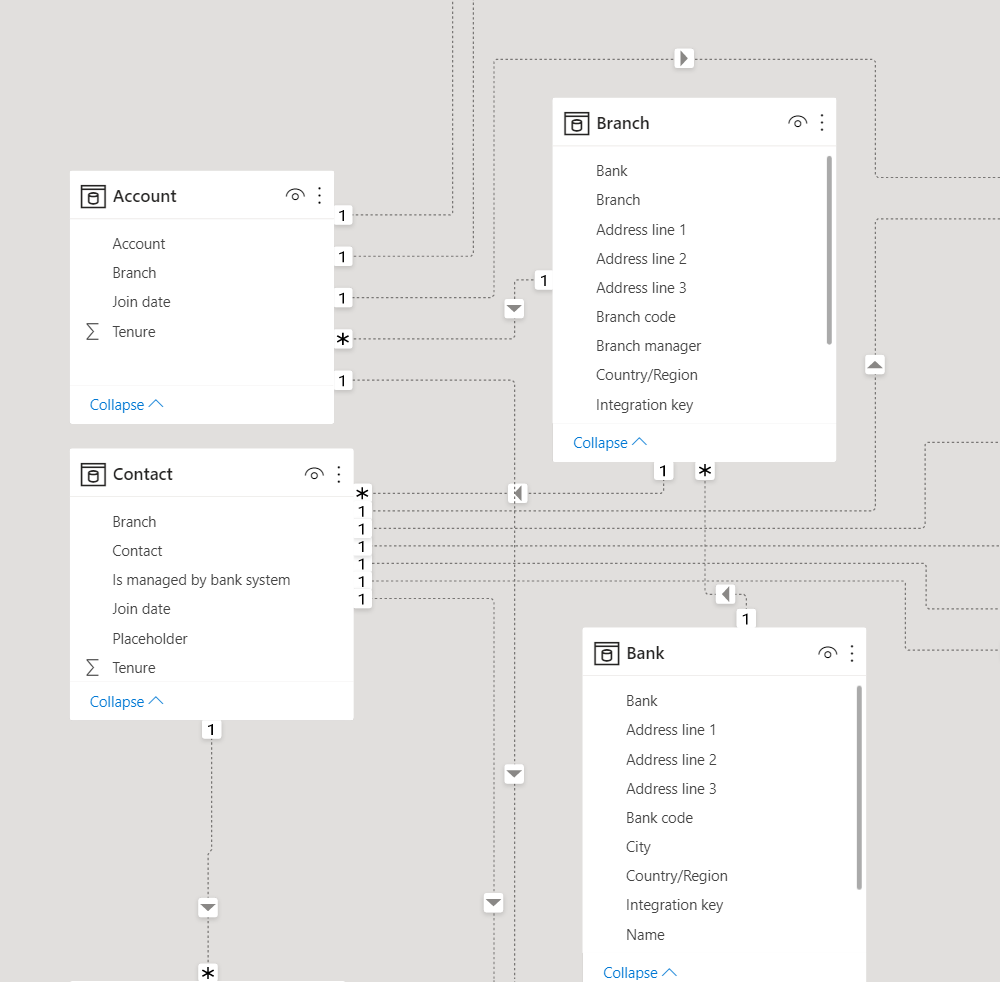 Account
1
Account
1
Branch
Join date
1
Tenure
*
1
Collapse
Branch
Bank
Branch
Address line 1
Address line 2
1
Address line 3
Branch code
Branch manager
Country/Region
Integration key
Collapse
1 *
Contact
*
1
Branch
1
Contact
1
1
Is managed by bank system
1
Join date
1
Placeholder
Tenure
Collapse
1
*
1
Bank
Bank
Address line 1
Address line 2
Address line 3
Bank code
City
Country/Region
Integration key
Name
Collapse